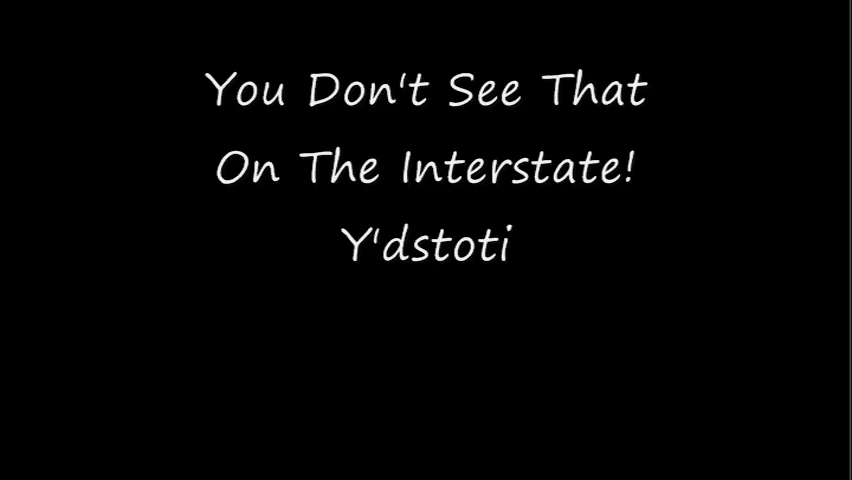 You Don't See That
On The Interstate!
Y'dstoti